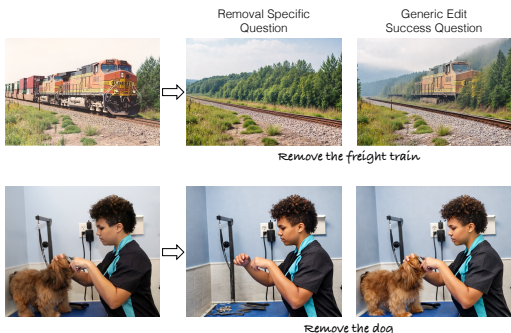 Removal Specific
Question
Generic Edit
Success Question
Remove the freight train
Remove the dog